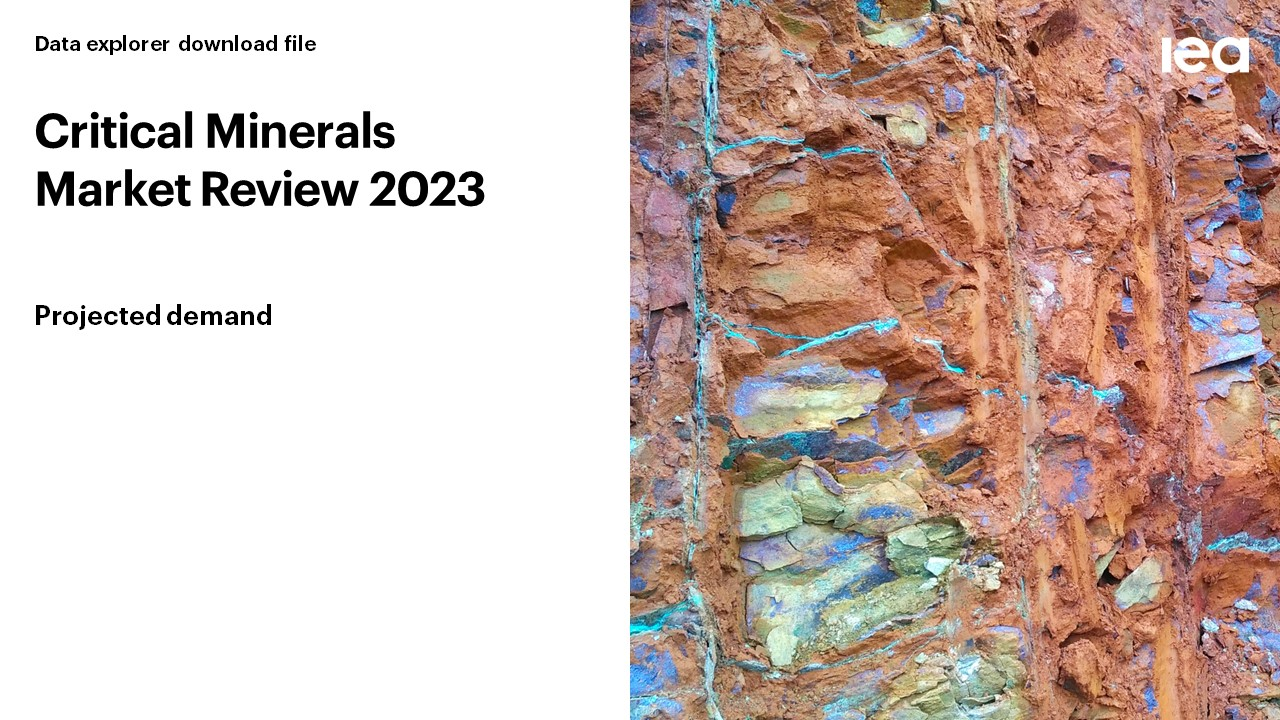 Data explorer download file
iea
Critical Minerals
Market Review 2023
Projected demand